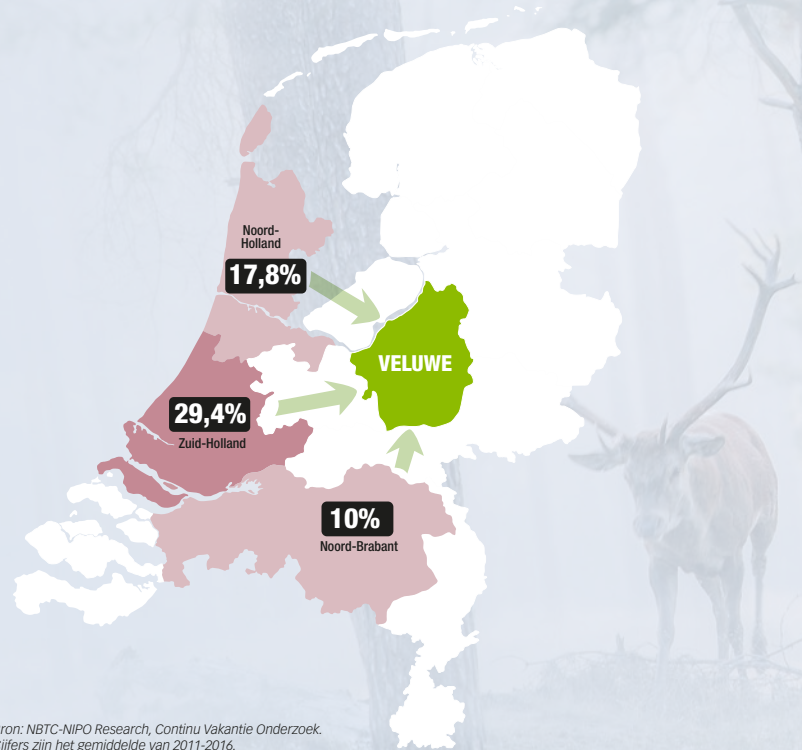 Noord-
Holland
17,8%
VELUWE
29,4%
Zuid-Holland
10%
Noord-Brabant
ron: NBTC-NIPO Research, Continu Vakantie Onderzoek.
ijfers zijn het gemiddelde van 2011-2016.